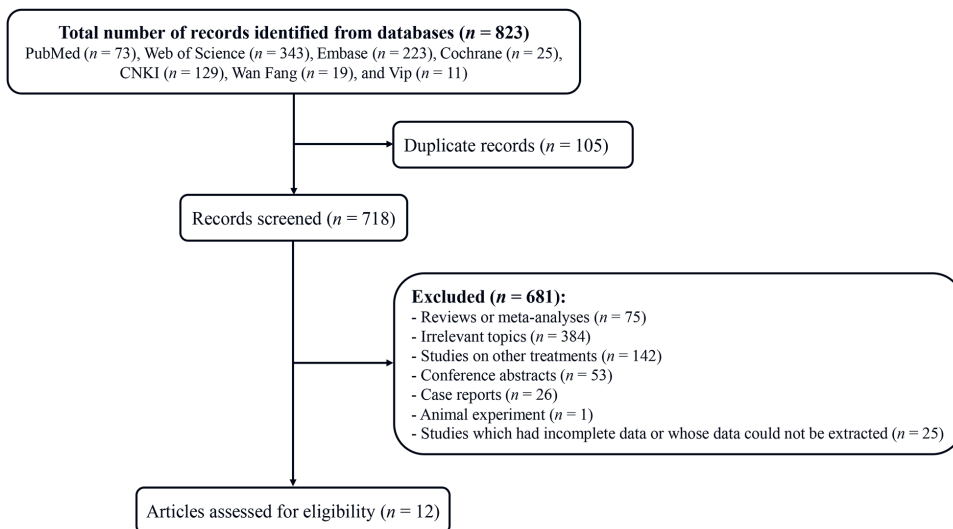 Total number of records identified from databases (n = 823)
PubMed (n = 73), Web of Science (n = 343), Embase (n = 223), Cochrane (n = 25),
CNKI (n = 129), Wan Fang (n = 19), and Vip (n = 11)
Duplicate records (n = 105)
Records screened (n = 718)
Excluded (n = 681):
- Reviews or meta-analyses (n = 75)
- Irrelevant topics (n = 384)
- Studies on other treatments (n = 142)
- Conference abstracts (n = 53)
- Case reports (n = 26)
- Animal experiment (n = 1)
- Studies which had incomplete data or whose data could not be extracted (n = 25)
Articles assessed for eligibility (n = 12)